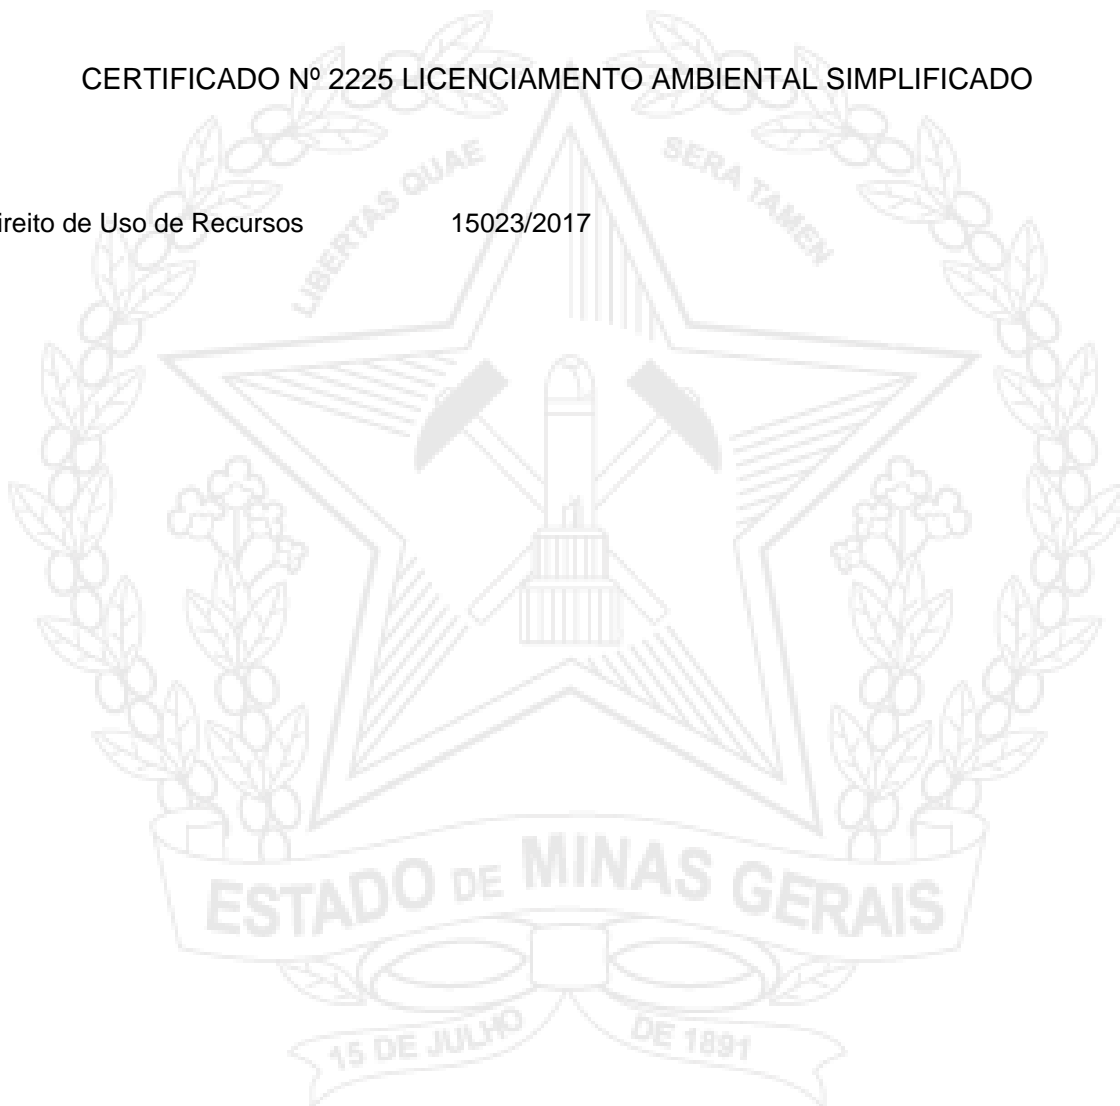 CERTIFICADO Nº 2225 LICENCIAMENTO AMBIENTAL SIMPLIFICADO
LIBERTAS QUAE SERA TAMEN
ireito de Uso de Recursos 15023/2017
ESTADO DE MINAS GERAIS
15 DE JULHO DE 1891